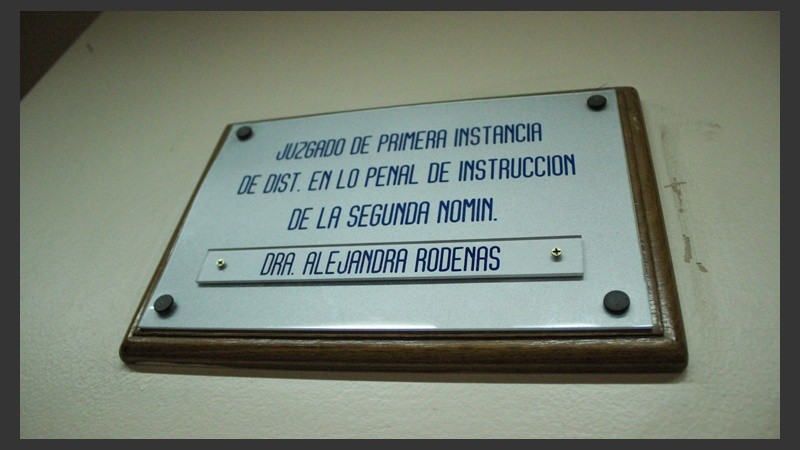 JUZGADO DE PRIMERA INSTANCIA
DE DIST. EN LO PENAL DE INSTRUCCION
DE LA SEGUNDA NOMIN.
DRA. ALEJANDRA RODENAS